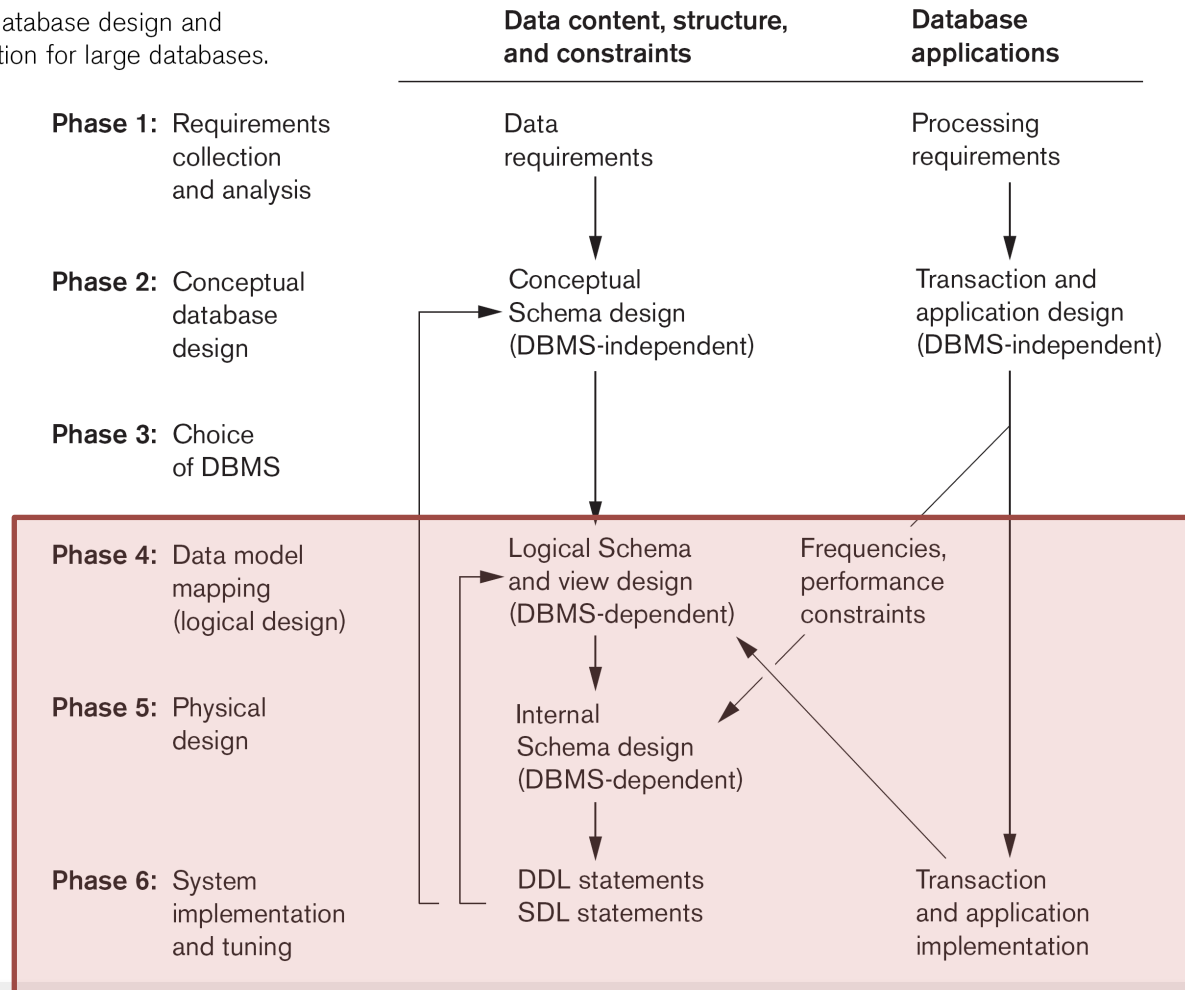 atabase design and
tion for large databases.
Data content, structure,
and constraints
Database
applications
Phase 1: Requirements
collection
and analysis
Data
requirements
Processing
requirements
Phase 2: Conceptual
database
design
Conceptual
Schema design
(DBMS-independent)
Transaction and
application design
(DBMS-independent)
Phase 3: Choice
of DBMS
Phase 4: Data model
mapping
(logical design)
Logical Schema
and view design
(DBMS-dependent)
Frequencies,
performance
constraints
Phase 5: Physical
design
Internal
Schema design
(DBMS-dependent)
Phase 6: System
implementation
and tuning
DDL statements
SDL statements
Transaction
and application
implementation